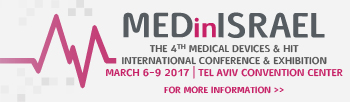 MEDinISRAEL
THE 4TH MEDICAL DEVICES & HIT
INTERNATIONAL CONFERENCE & EXHIBITION
MARCH 6-9 2017 | TEL AVIV CONVENTION CENTER
FOR MORE INFORMATION >>